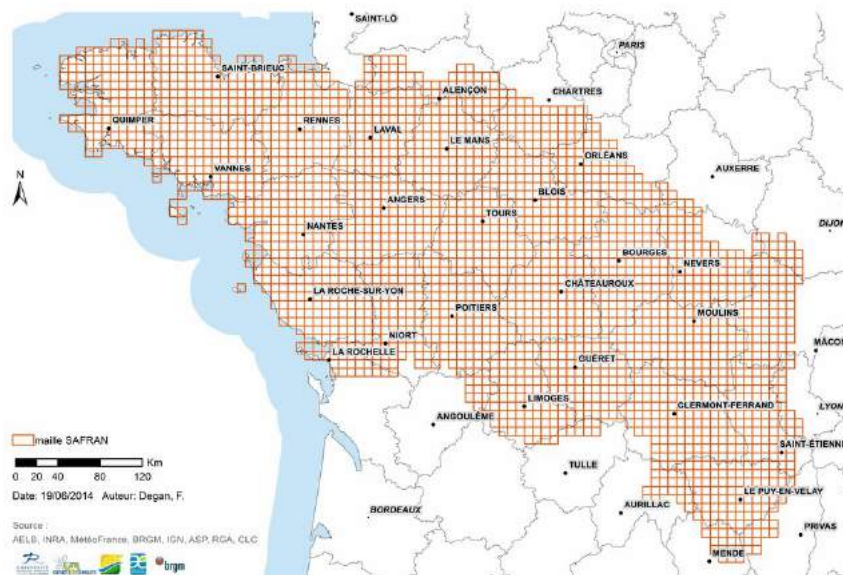 SAINT-LÔ
PARIS
SAINT-BRIEUC
ALENÇON
CHARTRES
QUIMPER
RENNES
LAVAL
LE MANS
ORLÉANS
VANNES
AUXERRE
N
BLOIS
ANGERS
TOURS
NANTES
DIJON
BOURGES
NEVERS
CHÂTEAUROUX
LA ROCHE-SUR-YON
POITIERS
MOULINS
NIORT
LA ROCHELLE
MÂCON
GUÉRET
LIMOGES
CLERMONT-FERRAND
LYON
ANGOULÊME
maille SAFRAN
SAINT-ÉTIENNE
Km
0 20 40 80 120
TULLE
Date: 19/06/2014 Auteur: Degan, F.
LE PUY-EN-VELAY
BORDEAUX
AURILLAC
Source :
PRIVAS
AELB, INRA, MétéoFrance, BRGM, IGN, ASP, RGA, CLC
MENDE
brgm